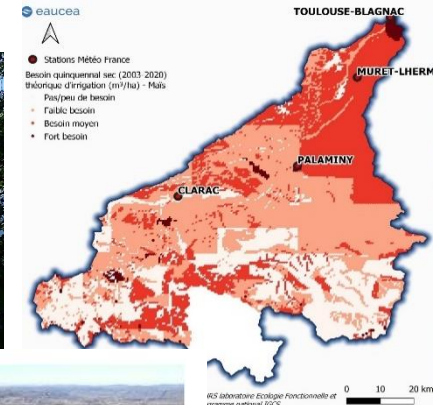 eaucea
TOULOUSE-BLAGNAC
Stations Météo France
Besoin quinquennal sec (2003-2020)
théorique d'irrigation (m³/ha) - Maïs
Pas/peu de besoin
Faible besoin
Besoin moyen
Fort besoin
MURET-LHERM
PALAMINY
CLARAC
laboratoire Ecologie Fonctionnelle et
programme national IGCS
0 10 20 km